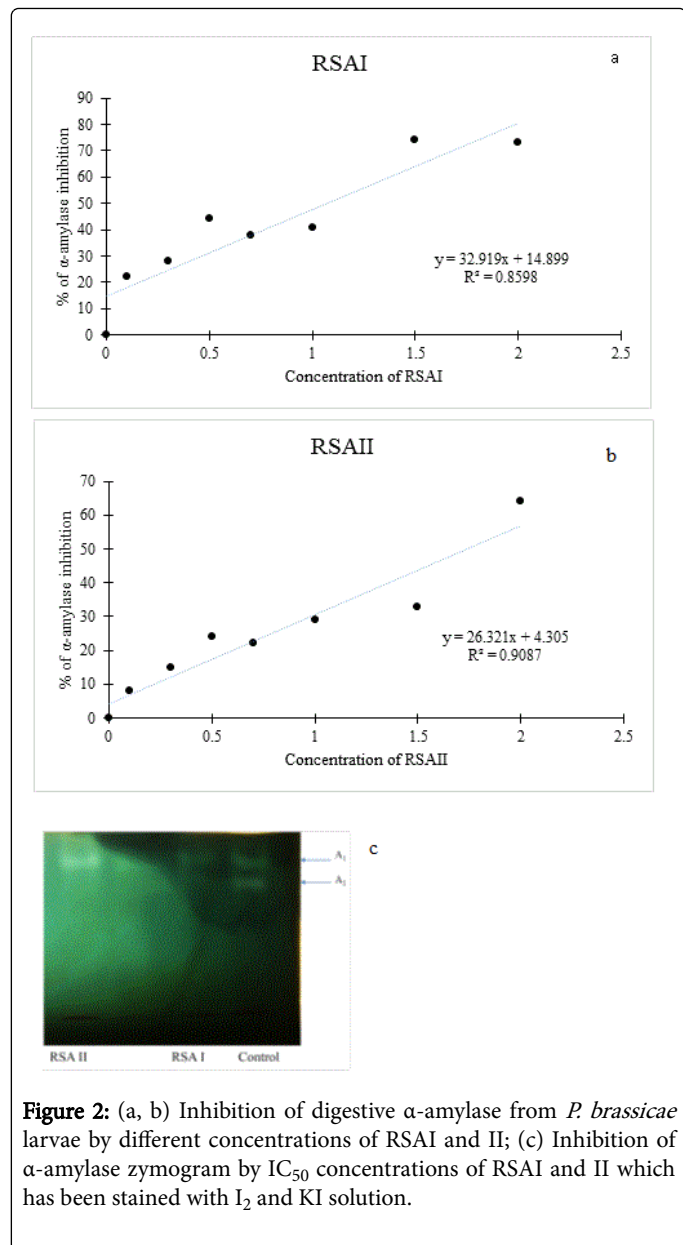 RSAI
a
90
80
70
60
50
40
30
20
10
0
% of α-amylase inhibition
0 0.5 1 1.5 2 2.5
y = 32.919x + 14.899
R² = 0.8598
Concentration of RSAI
RSAII
b
70
60
50
40
30
20
10
0
% of α-amylase inhibition
0 0.5 1 1.5 2 2.5
y = 26.321x + 4.305
R² = 0.9087
Concentration of RSAII
c
A₁
A₂
RSA II RSA I Control
Figure 2: (a, b) Inhibition of digestive α-amylase from P. brassicae
larvae by different concentrations of RSAI and II; (c) Inhibition of
α-amylase zymogram by IC₅₀ concentrations of RSAI and II which
has been stained with I₂ and KI solution.